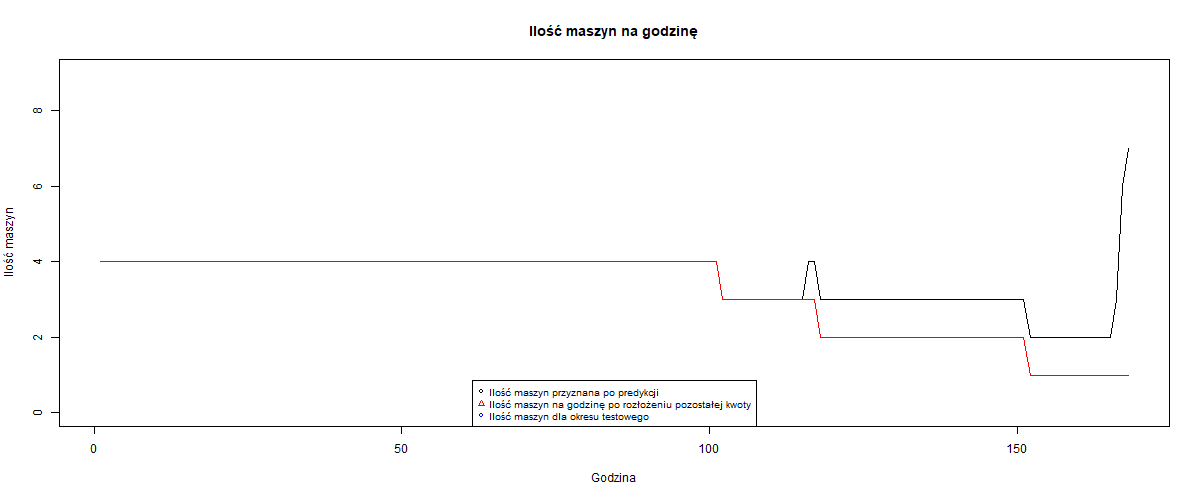 Ilość maszyn na godzinę
Ilość maszyn
8
6
4
2
0
Ilość maszyn przyznana po predykcji
Ilość maszyn na godzinę po rozłożeniu pozostałej kwoty
Ilość maszyn dla okresu testowego
0 50 100 150
Godzina